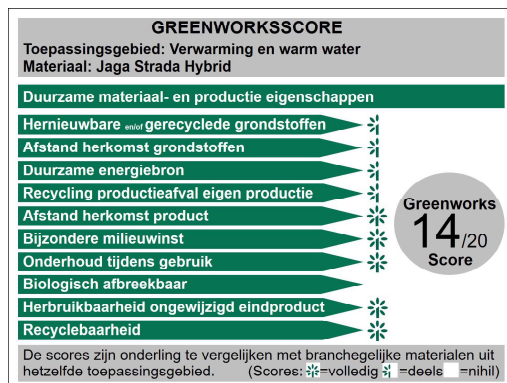 GREENWORKSSCORE
Toepassingsgebied: Verwarming en warm water
Materiaal: Jaga Strada Hybrid
Duurzame materiaal- en productie eigenschappen
Hernieuwbare en/of gerecyclede grondstoffen
Afstand herkomst grondstoffen
Duurzame energiebron
Recycling productieafval eigen productie
Afstand herkomst product
Bijzondere milieuwinst
Onderhoud tijdens gebruik
Biologisch afbreekbaar
Herbruikbaarheid ongewijzigd eindproduct
Recyclebaarheid
Greenworks
14/20
Score
De scores zijn onderling te vergelijken met branchegelijke materialen uit
hetzelfde toepassingsgebied. (Scores: =volledig =deels =nihil)